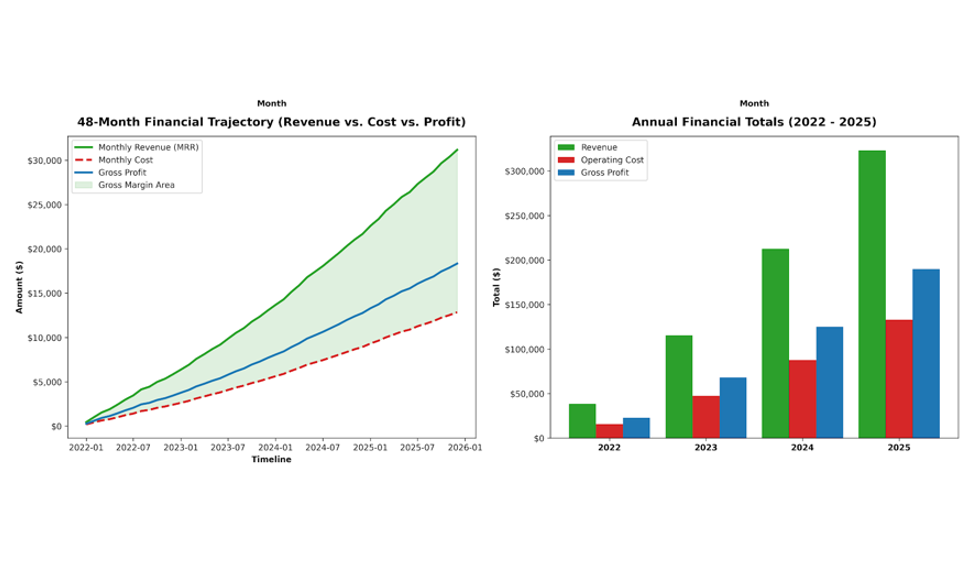 Month
48-Month Financial Trajectory (Revenue vs. Cost vs. Profit)
Monthly Revenue (MRR)
Monthly Cost
Gross Profit
Gross Margin Area
$30,000
$25,000
$20,000
$15,000
$10,000
$5,000
$0
Amount ($)
2022-01 2022-07 2023-01 2023-07 2024-01 2024-07 2025-01 2025-07 2026-01
Timeline
Month
Annual Financial Totals (2022 - 2025)
Revenue
Operating Cost
Gross Profit
$300,000
$250,000
$200,000
$150,000
$100,000
$50,000
$0
Total ($)
2022 2023 2024 2025